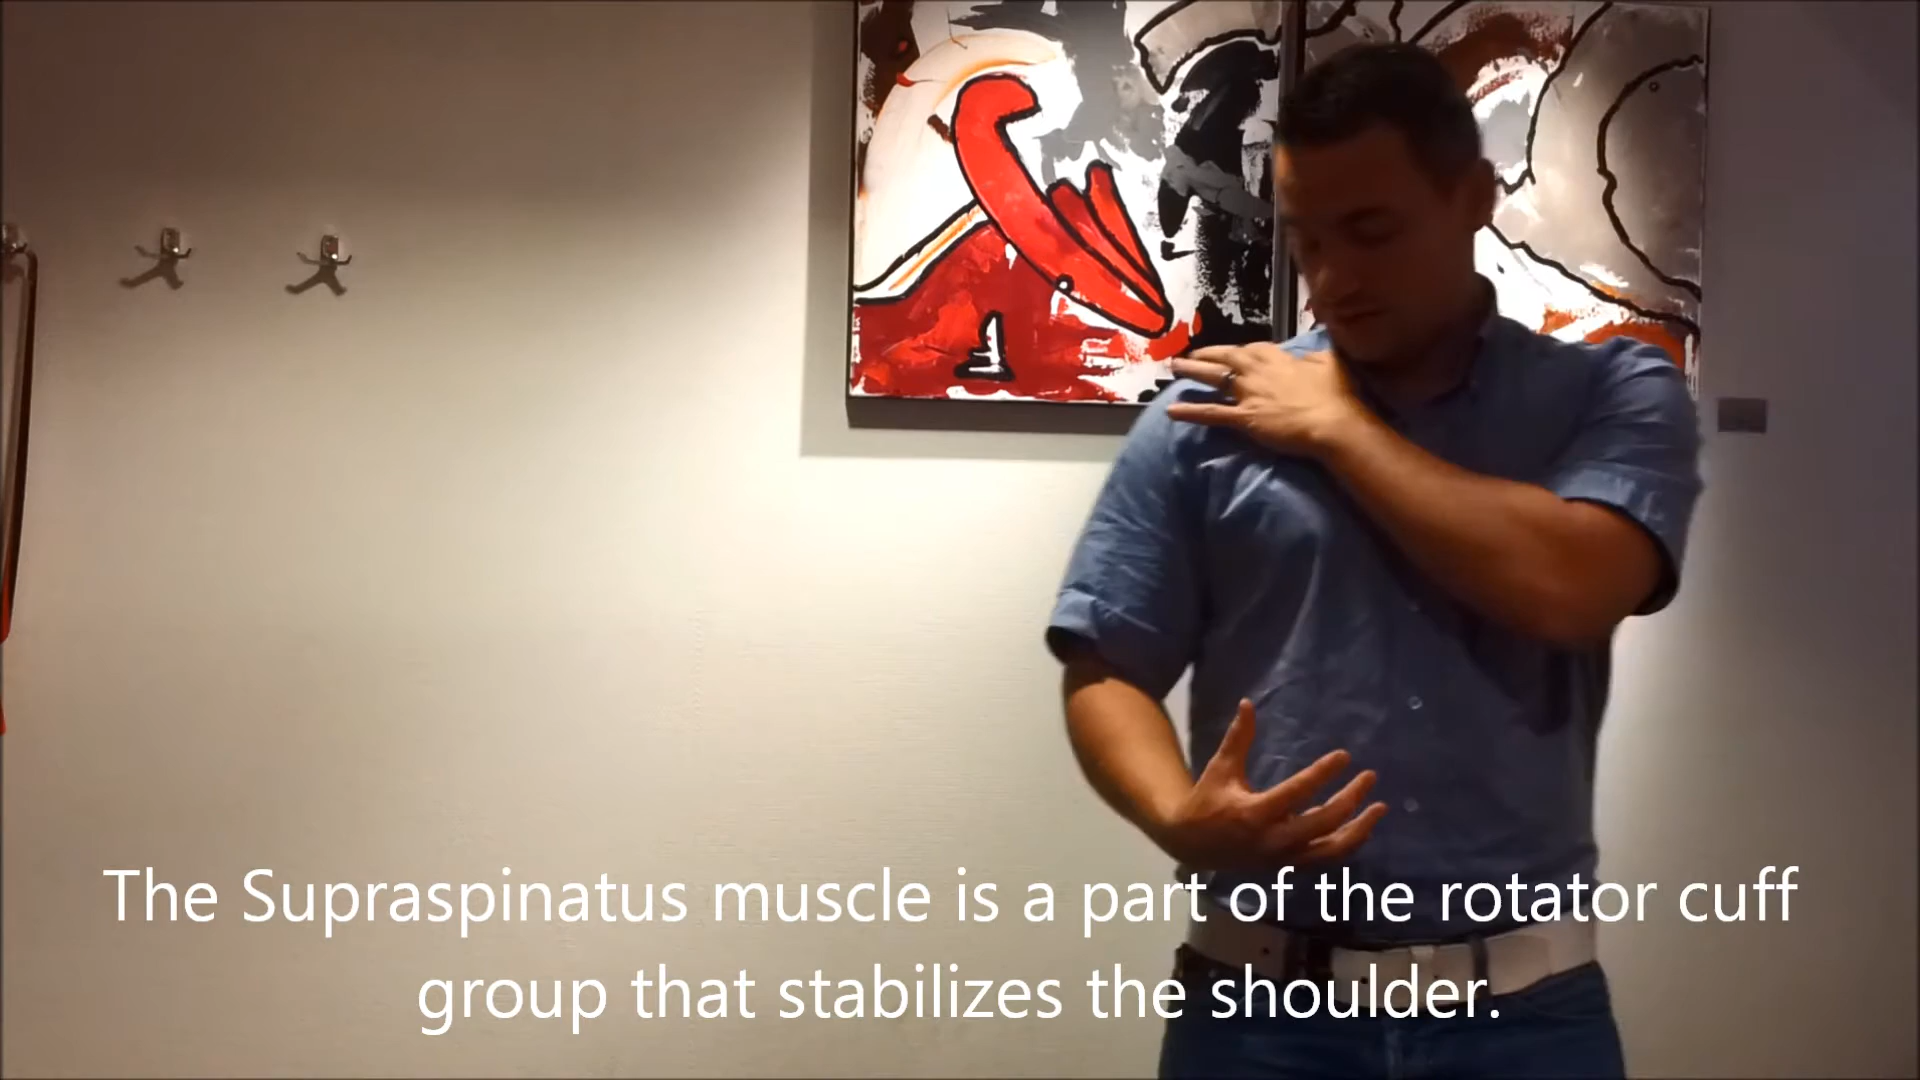 The Supraspinatus muscle is a part of the rotator cuff
group that stabilizes the shoulder.